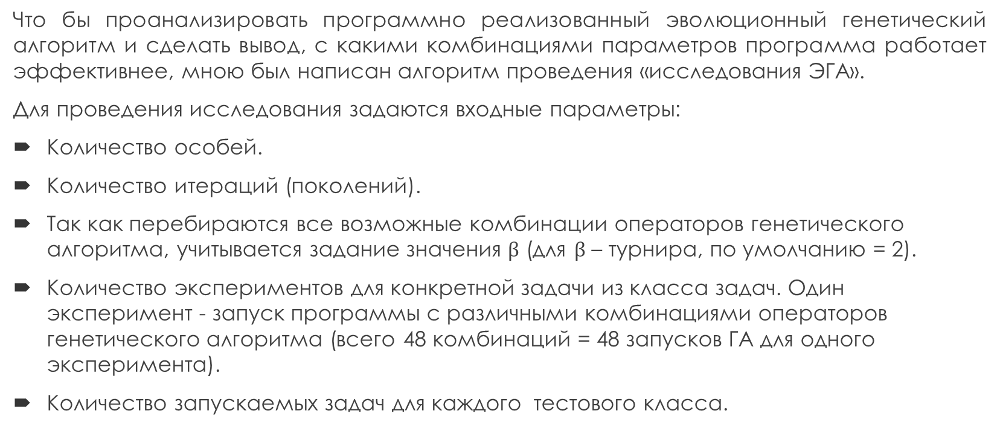 Что бы проанализировать программно реализованный эволюционный генетический
алгоритм и сделать вывод, с какими комбинациями параметров программа работает
эффективнее, мною был написан алгоритм проведения «исследования ЭГА».
Для проведения исследования задаются входные параметры:
Количество особей.
Количество итераций (поколений).
Так как перебираются все возможные комбинации операторов генетического
алгоритма, учитывается задание значения β (для β – турнира, по умолчанию = 2).
Количество экспериментов для конкретной задачи из класса задач. Один
эксперимент - запуск программы с различными комбинациями операторов
генетического алгоритма (всего 48 комбинаций = 48 запусков ГА для одного
эксперимента).
Количество запускаемых задач для каждого тестового класса.